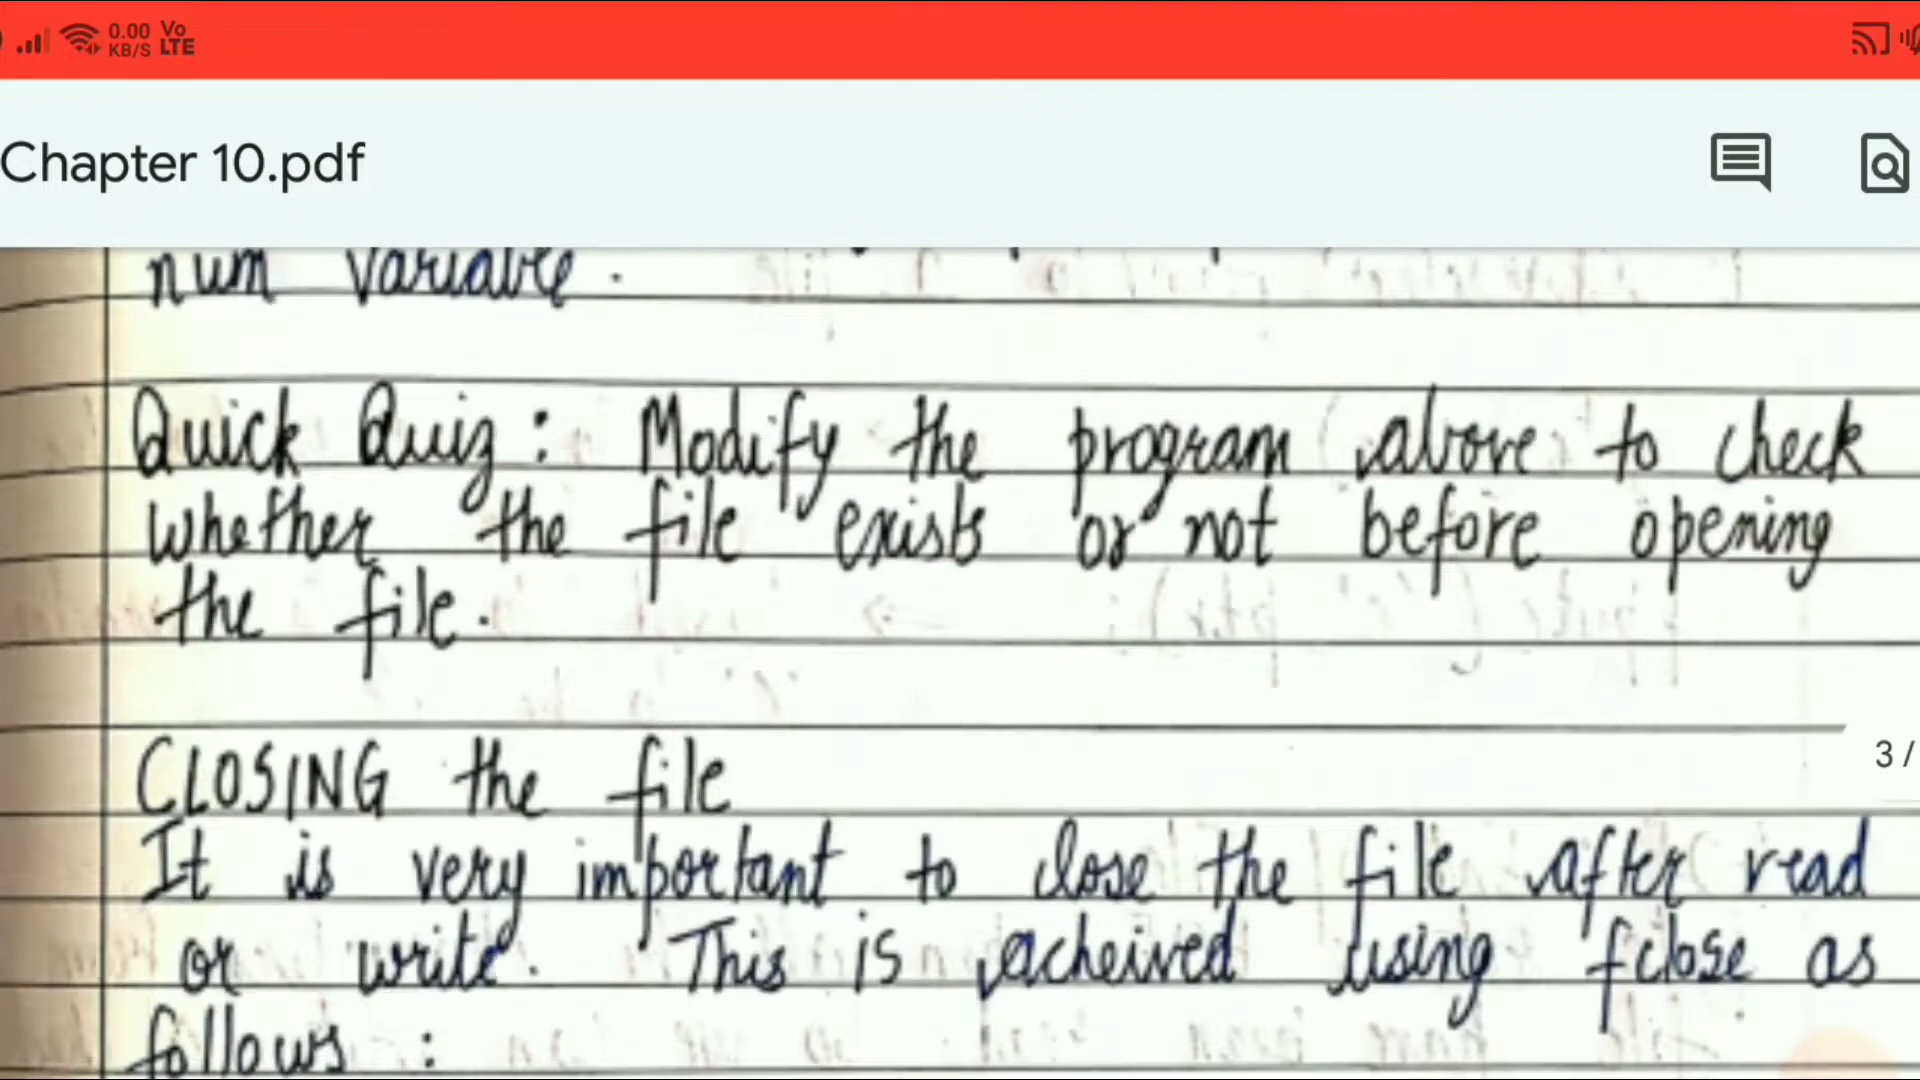 0.00 KB/S Vo LTE
Chapter 10.pdf
num variable.
Quick Quiz: Modify the program above to check
whether the file exists or not before opening
the file.
CLOSING the file
3 /
It is very important to close the file after read
or write. This is acheived using fclose as
follows :